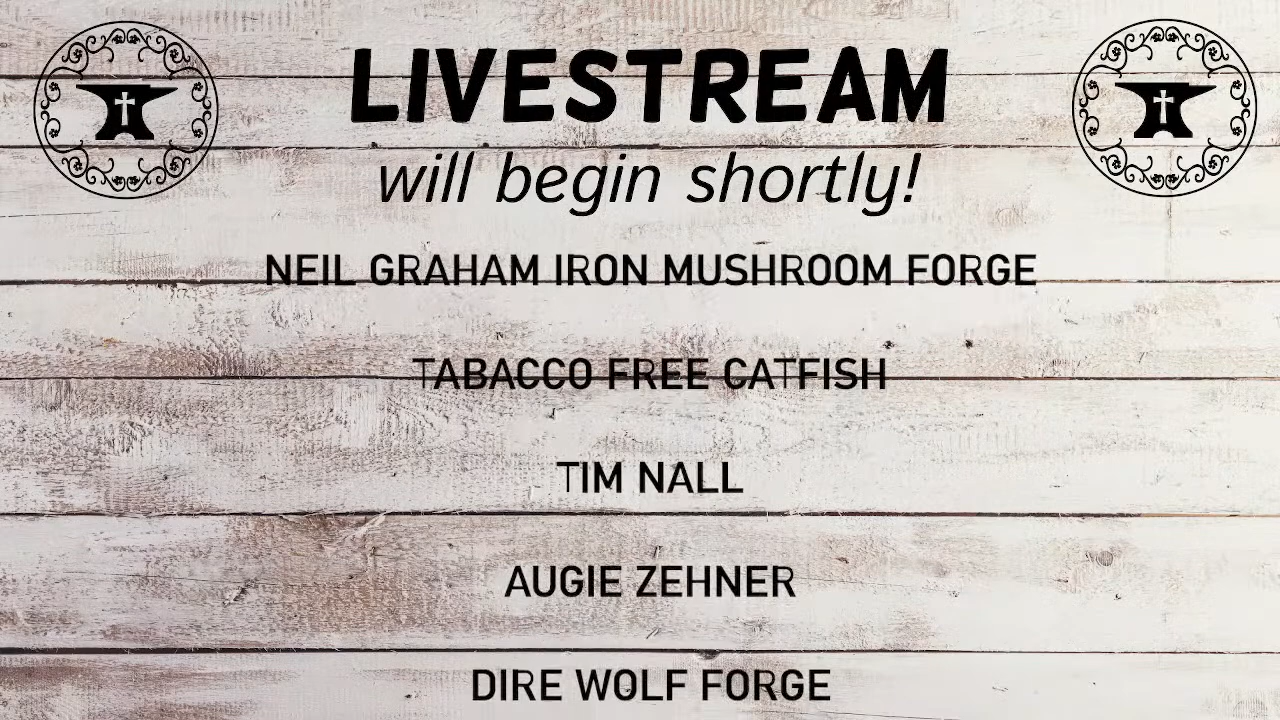 LIVESTREAM
will begin shortly!
NEIL GRAHAM IRON MUSHROOM FORGE
TABACCO FREE CATFISH
TIM NALL
AUGIE ZEHNER
DIRE WOLF FORGE